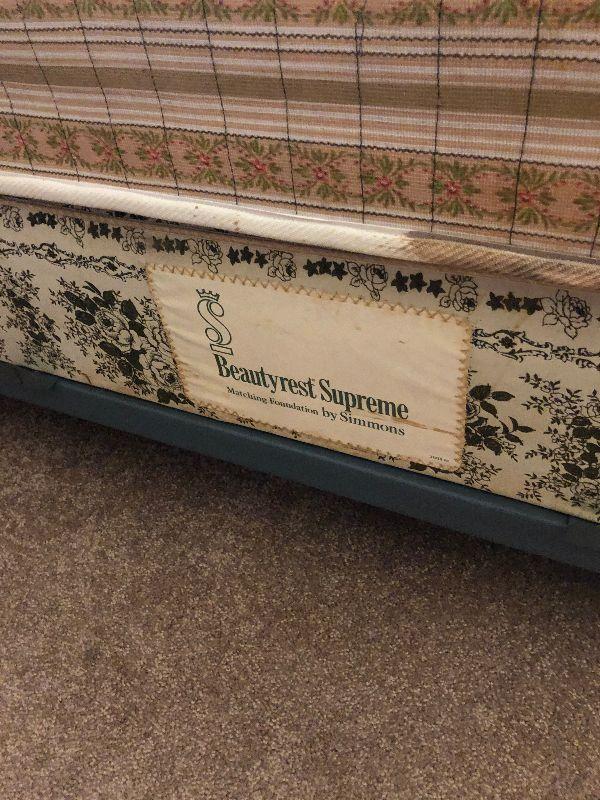 S
Beautyrest Supreme
Matching Foundation by Simmons